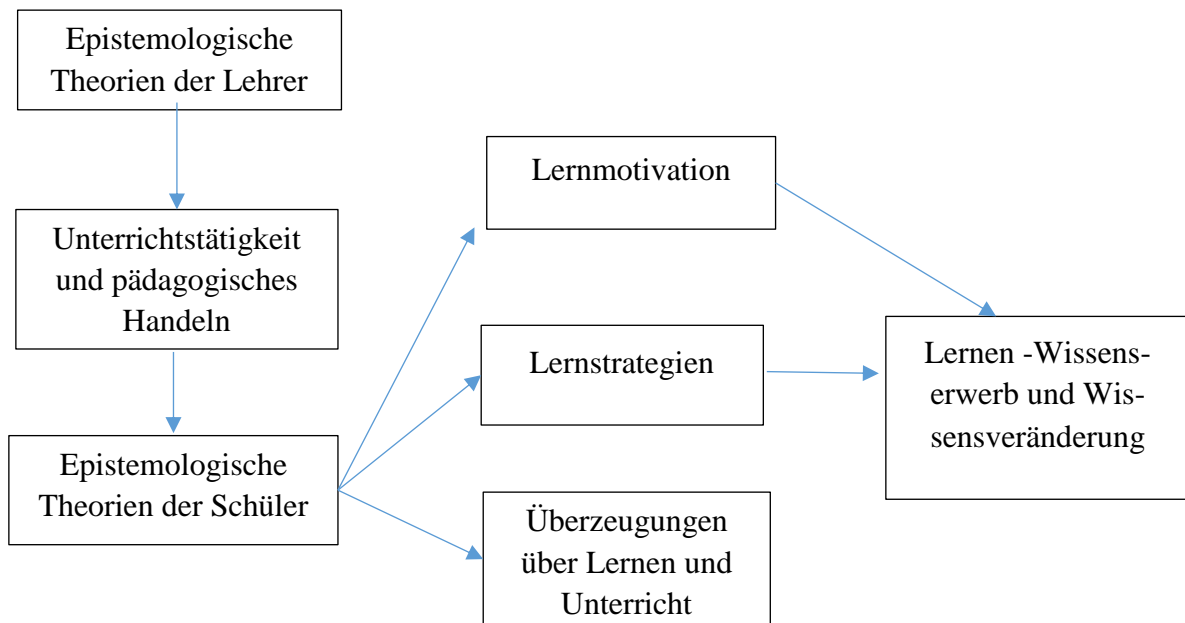 Epistemologische
Theorien der Lehrer
Unterrichtstätigkeit
und pädagogisches
Handeln
Epistemologische
Theorien der Schüler
Lernmotivation
Lernstrategien
Überzeugungen
über Lernen und
Unterricht
Lernen -Wissens-
erwerb und Wis-
sensveränderung